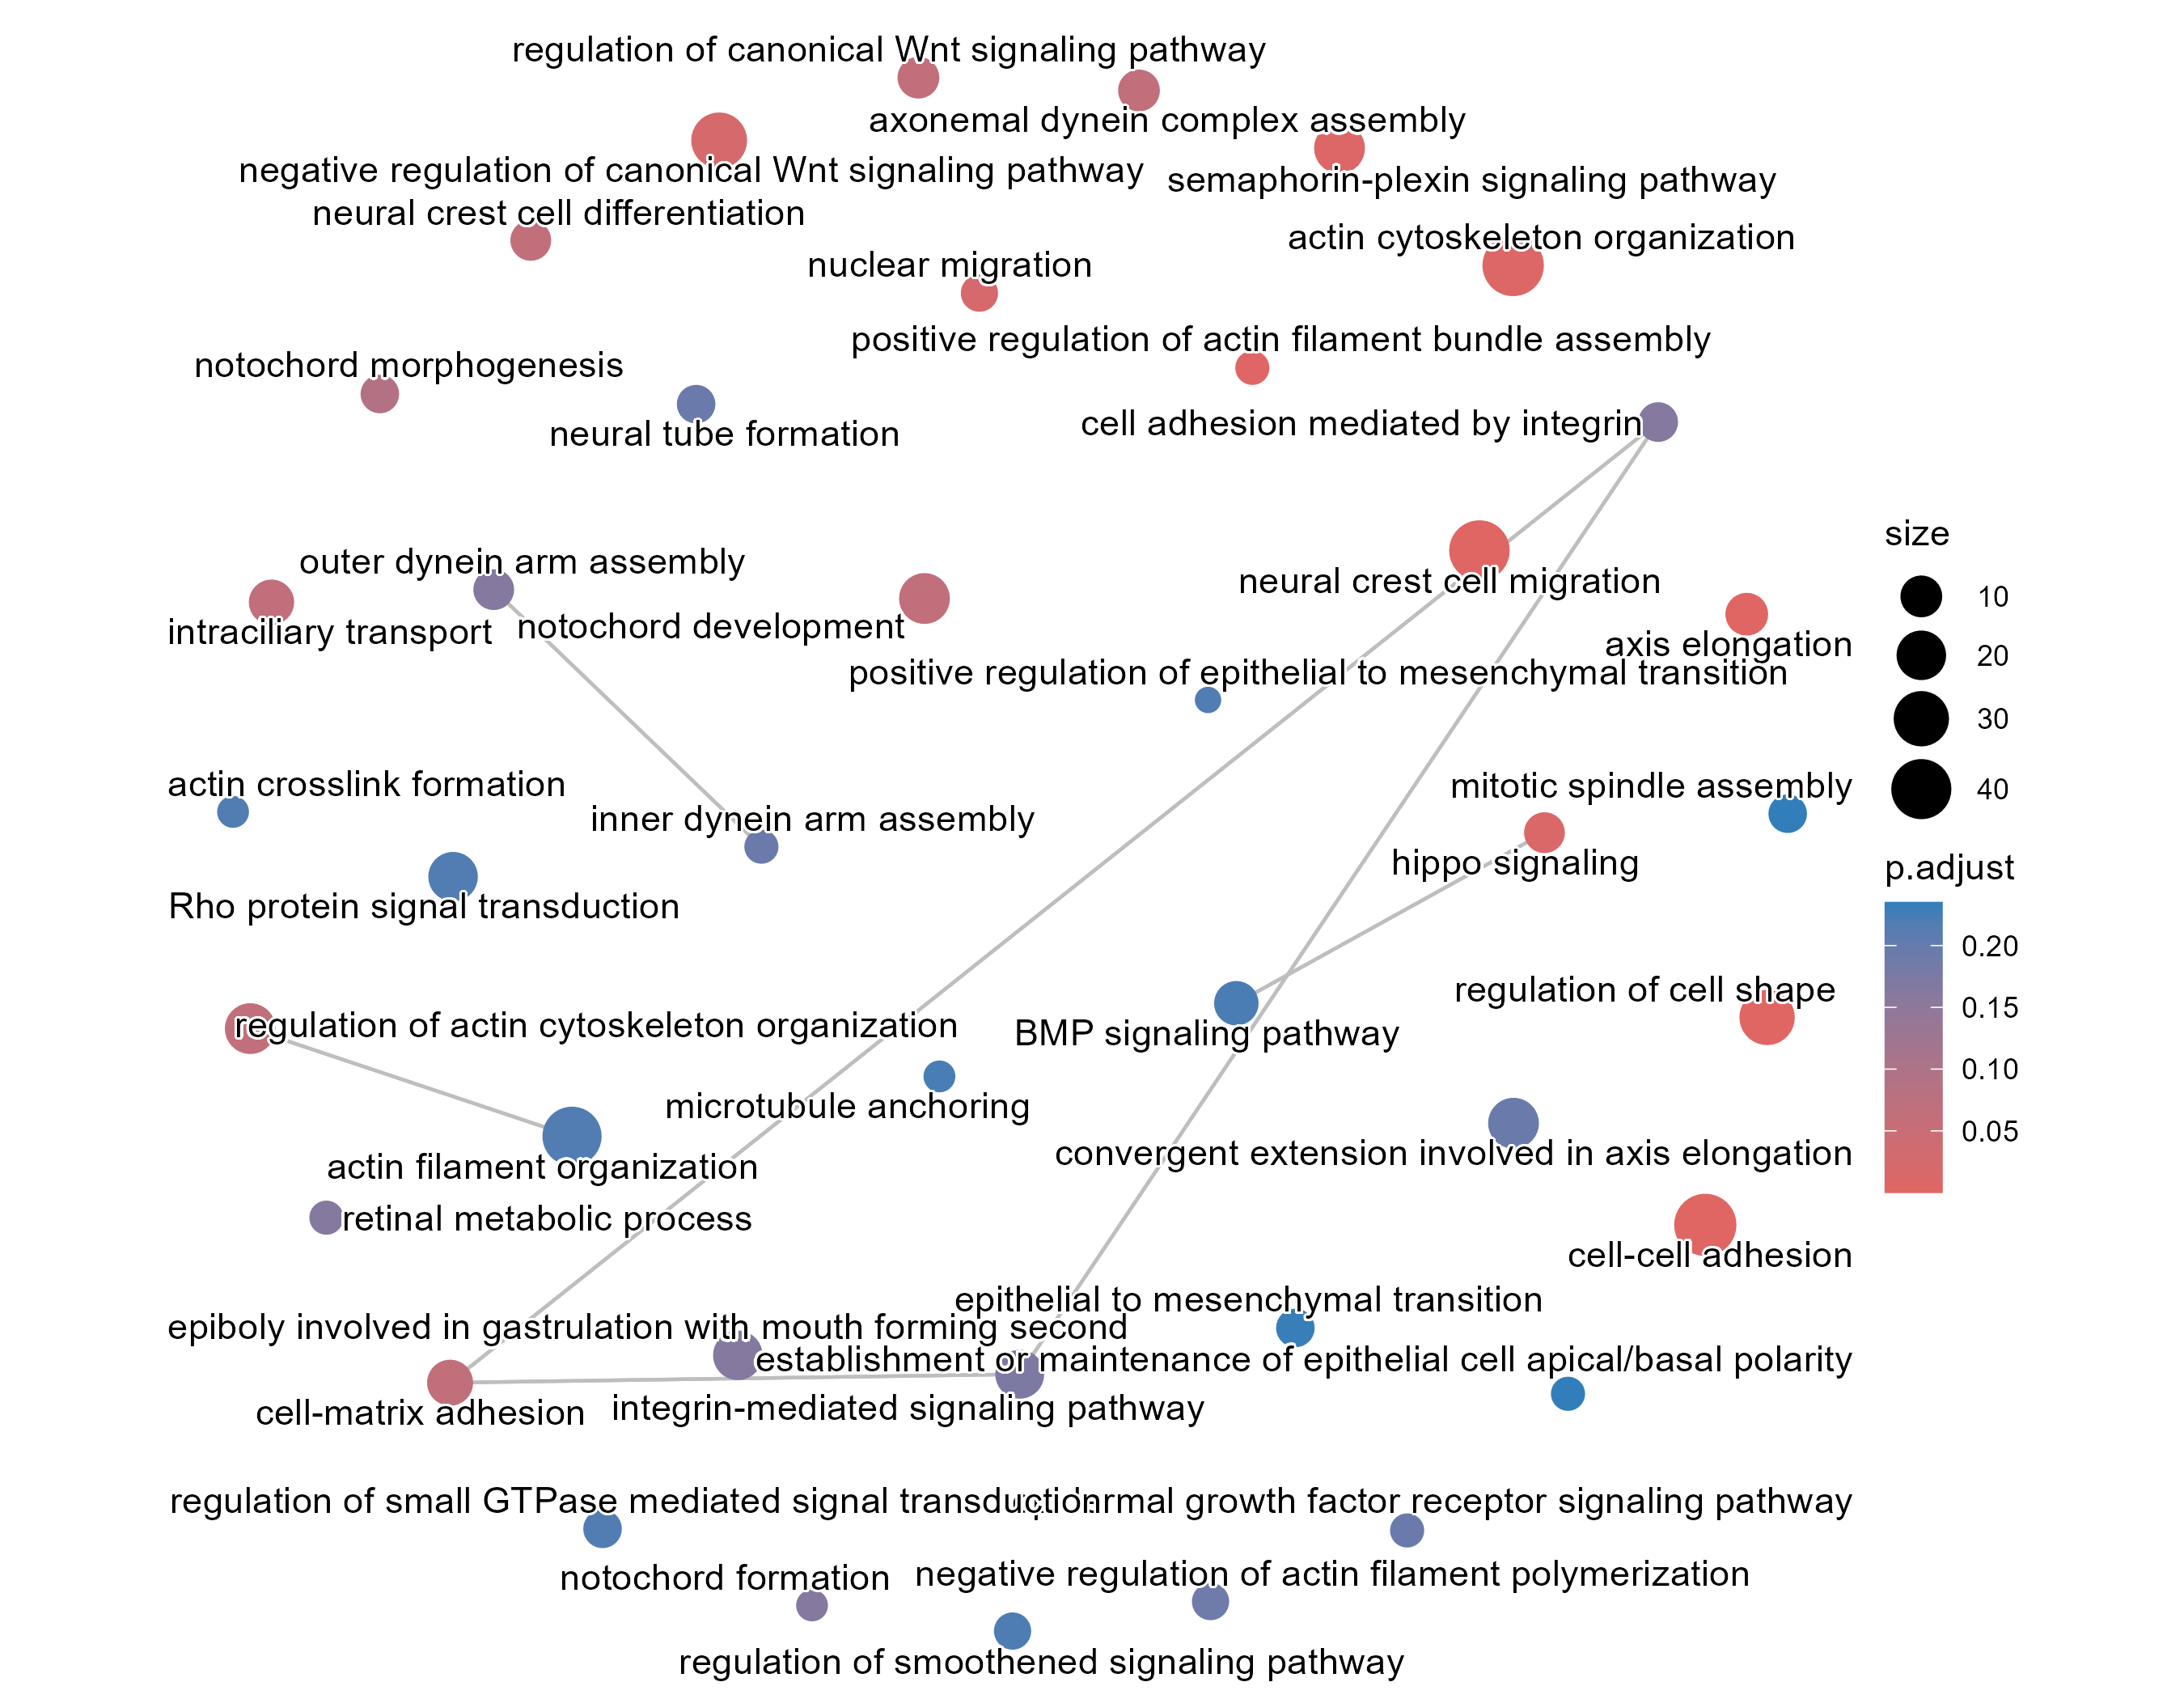 regulation of canonical Wnt signaling pathway
axonemal dynein complex assembly
negative regulation of canonical Wnt signaling pathway
semaphorin-plexin signaling pathway
neural crest cell differentiation
actin cytoskeleton organization
nuclear migration
positive regulation of actin filament bundle assembly
notochord morphogenesis
cell adhesion mediated by integrin
neural tube formation
size
outer dynein arm assembly
neural crest cell migration
10
notochord development
intraciliary transport
axis elongation
20
positive regulation of epithelial to mesenchymal transition
30
actin crosslink formation
mitotic spindle assembly
40
inner dynein arm assembly
hippo signaling
p.adjust
Rho protein signal transduction
0.20
regulation of cell shape
0.15
regulation of actin cytoskeleton organization
BMP signaling pathway
0.10
microtubule anchoring
0.05
convergent extension involved in axis elongation
actin filament organization
retinal metabolic process
cell-cell adhesion
epithelial to mesenchymal transition
epiboly involved in gastrulation with mouth forming second
establishment or maintenance of epithelial cell apical/basal polarity
integrin-mediated signaling pathway
cell-matrix adhesion
regulation of small GTPase mediated signal transduction
growth factor receptor signaling pathway
negative regulation of actin filament polymerization
notochord formation
regulation of smoothened signaling pathway